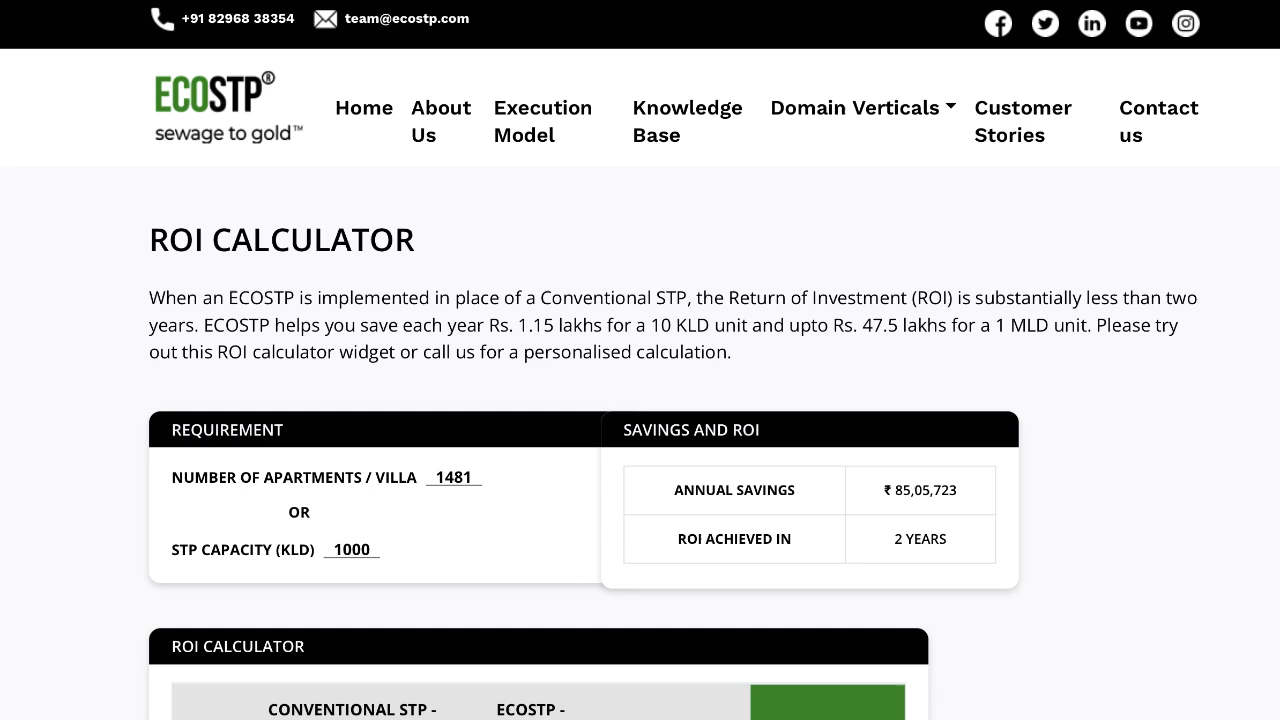 +91 82968 38354 team@ecostp.com
ECOSTP®
sewage to gold™
Home About Us Execution Model Knowledge Base Domain Verticals Customer Stories Contact us
ROI CALCULATOR
When an ECOSTP is implemented in place of a Conventional STP, the Return of Investment (ROI) is substantially less than two
years. ECOSTP helps you save each year Rs. 1.15 lakhs for a 10 KLD unit and upto Rs. 47.5 lakhs for a 1 MLD unit. Please try
out this ROI calculator widget or call us for a personalised calculation.
REQUIREMENT
NUMBER OF APARTMENTS / VILLA 1481
OR
STP CAPACITY (KLD) 1000
SAVINGS AND ROI
ANNUAL SAVINGS ₹ 85,05,723
ROI ACHIEVED IN 2 YEARS
ROI CALCULATOR
CONVENTIONAL STP - ECOSTP -